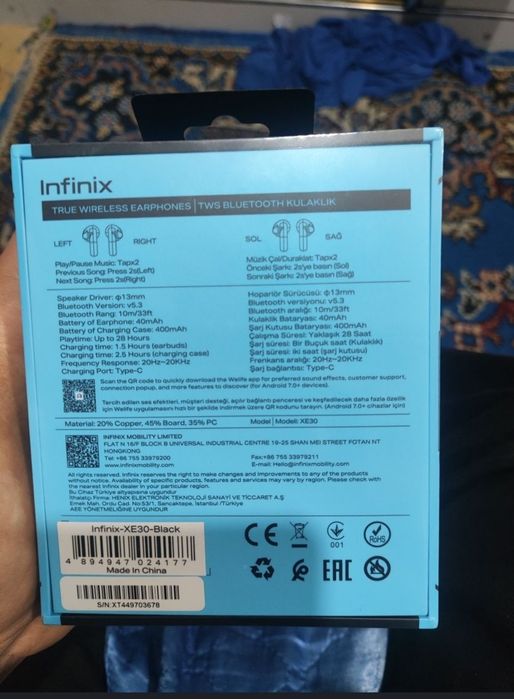 Infinix
TRUE WIRELESS EARPHONES | TWS BLUETOOTH KULAKLIK
LEFT RIGHT
Play/Pause Music: Tapx2
Previous Song: Press 2s(Left)
Next Song: Press 2s(Right)
SOL SAĞ
Müzik Çal/Duraklat: Tapx2
Önceki Şarkı: 2s'ye basın (Sol)
Sonraki Şarkı: 2s'ye basın (Sağ)
Speaker Driver: φ13mm
Bluetooth Version: v5.3
Bluetooth Rang: 10m/33ft
Battery of Earphone: 40mAh
Battery of Charging Case: 400mAh
Playtime: Up to 28 Hours
Charging time: 1.5 Hours (earbuds)
Charging time: 2.5 Hours (charging case)
Frequency Response: 20Hz~20KHz
Charging Port: Type-C
Hoparlör Sürücüsü: φ13mm
Bluetooth versiyonu: v5.3
Bluetooth aralığı: 10m/33ft
Kulaklık Bataryası: 40mAh
Şarj Kutusu Bataryası: 400mAh
Çalışma Süresi: Yaklaşık 28 Saat
Şarj süresi: Bir Buçuk saat (Kulaklık)
Şarj süresi: iki saat (şarj kutusu)
Frenkans aralığı: 20Hz~20KHz
Şarj bağlantısı: Type-C
Scan the QR code to quickly download the Welife app for preferred sound effects, customer support,
connection popup, and more features to discover (for Android 7.0+ devices).
Tercih edilen ses efektleri, müşteri desteği, açılır bağlantı penceresi ve keşfedilecek daha fazla özellik
için Welife uygulamasını hızlı bir şekilde indirmek üzere QR kodunu tarayın. (Android 7.0+ cihazlar için)
Material: 20% Copper, 45% Board, 35% PC
Model | Modeli: XE30
INFINIX MOBILITY LIMITED
FLAT N 16/F BLOCK B UNIVERSAL INDUSTRIAL CENTRE 19-25 SHAN MEI STREET FOTAN NT
HONGKONG
Tel: +86 755 33979200 Fax:+86 755 33979211
www.infinixmobility.com E-mail: Hello@infinixmobility.com
All rights reserved. Infinix reserves the right to make changes and improvements to any of the products
without notice. Availability of specific products, features and services may vary by region. Please check with
the nearest Infinix dealer in your particular region.
Bu Cihaz Türkiye altyapısına uygundur
İthalatçı Firma: HENIX ELEKTRONİK TEKNOLOJİ SANAYİ VE TİCCARET A.Ş
Emek Mah. Ordu Cad. No:53/1, Sancaktepe, İstanbul /Türkiye
AEE YÖNETMELİĞİNE UYGUNDUR
Infinix-XE30-Black
4 894947 024177
Made In China
S/N:XT449703678
CE
001
RoHS
EAC